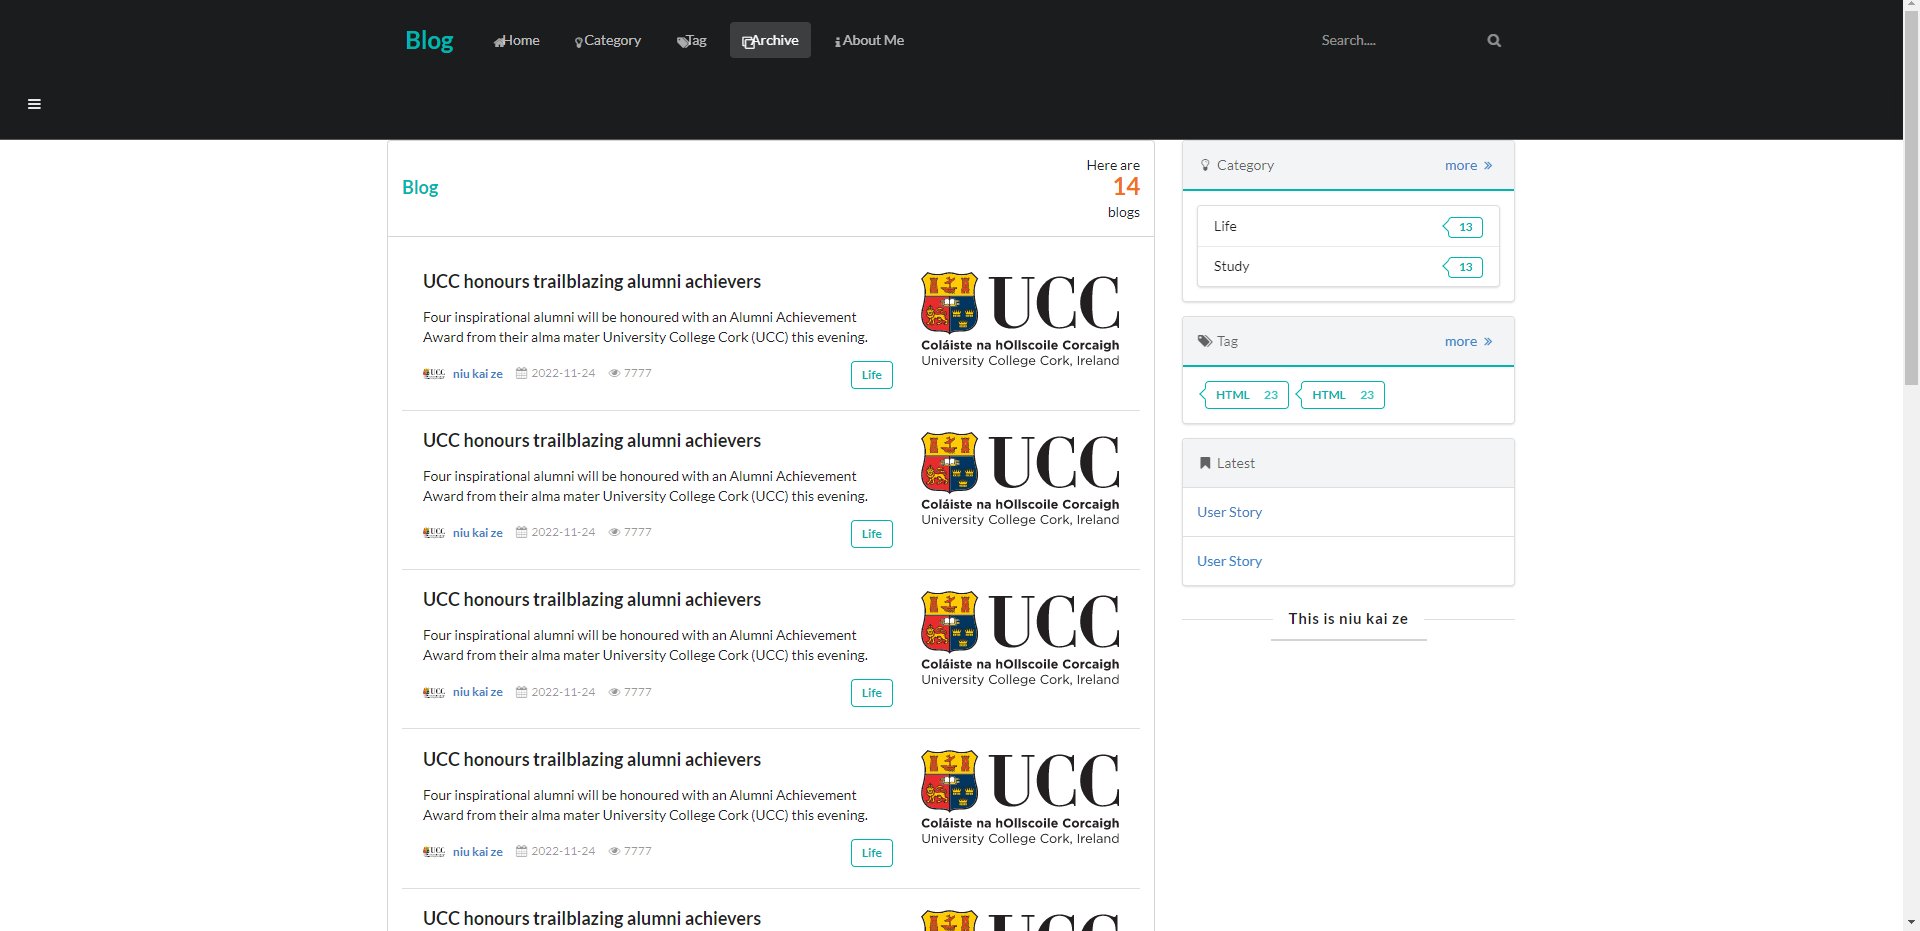 Blog
Home
Category
Tag
Archive
About Me
Search....
Blog
Here are
14
blogs
UCC honours trailblazing alumni achievers
Four inspirational alumni will be honoured with an Alumni Achievement
Award from their alma mater University College Cork (UCC) this evening.
UCC niu kai ze 2022-11-24 7777
Life
UCC
Coláiste na hOllscoile Corcaigh
University College Cork, Ireland
UCC honours trailblazing alumni achievers
Four inspirational alumni will be honoured with an Alumni Achievement
Award from their alma mater University College Cork (UCC) this evening.
UCC niu kai ze 2022-11-24 7777
Life
UCC
Coláiste na hOllscoile Corcaigh
University College Cork, Ireland
UCC honours trailblazing alumni achievers
Four inspirational alumni will be honoured with an Alumni Achievement
Award from their alma mater University College Cork (UCC) this evening.
UCC niu kai ze 2022-11-24 7777
Life
UCC
Coláiste na hOllscoile Corcaigh
University College Cork, Ireland
UCC honours trailblazing alumni achievers
Four inspirational alumni will be honoured with an Alumni Achievement
Award from their alma mater University College Cork (UCC) this evening.
UCC niu kai ze 2022-11-24 7777
Life
UCC
Coláiste na hOllscoile Corcaigh
University College Cork, Ireland
UCC honours trailblazing alumni achievers
UCC
Category more »
Life 13
Study 13
Tag more »
HTML 23 HTML 23
Latest
User Story
User Story
This is niu kai ze